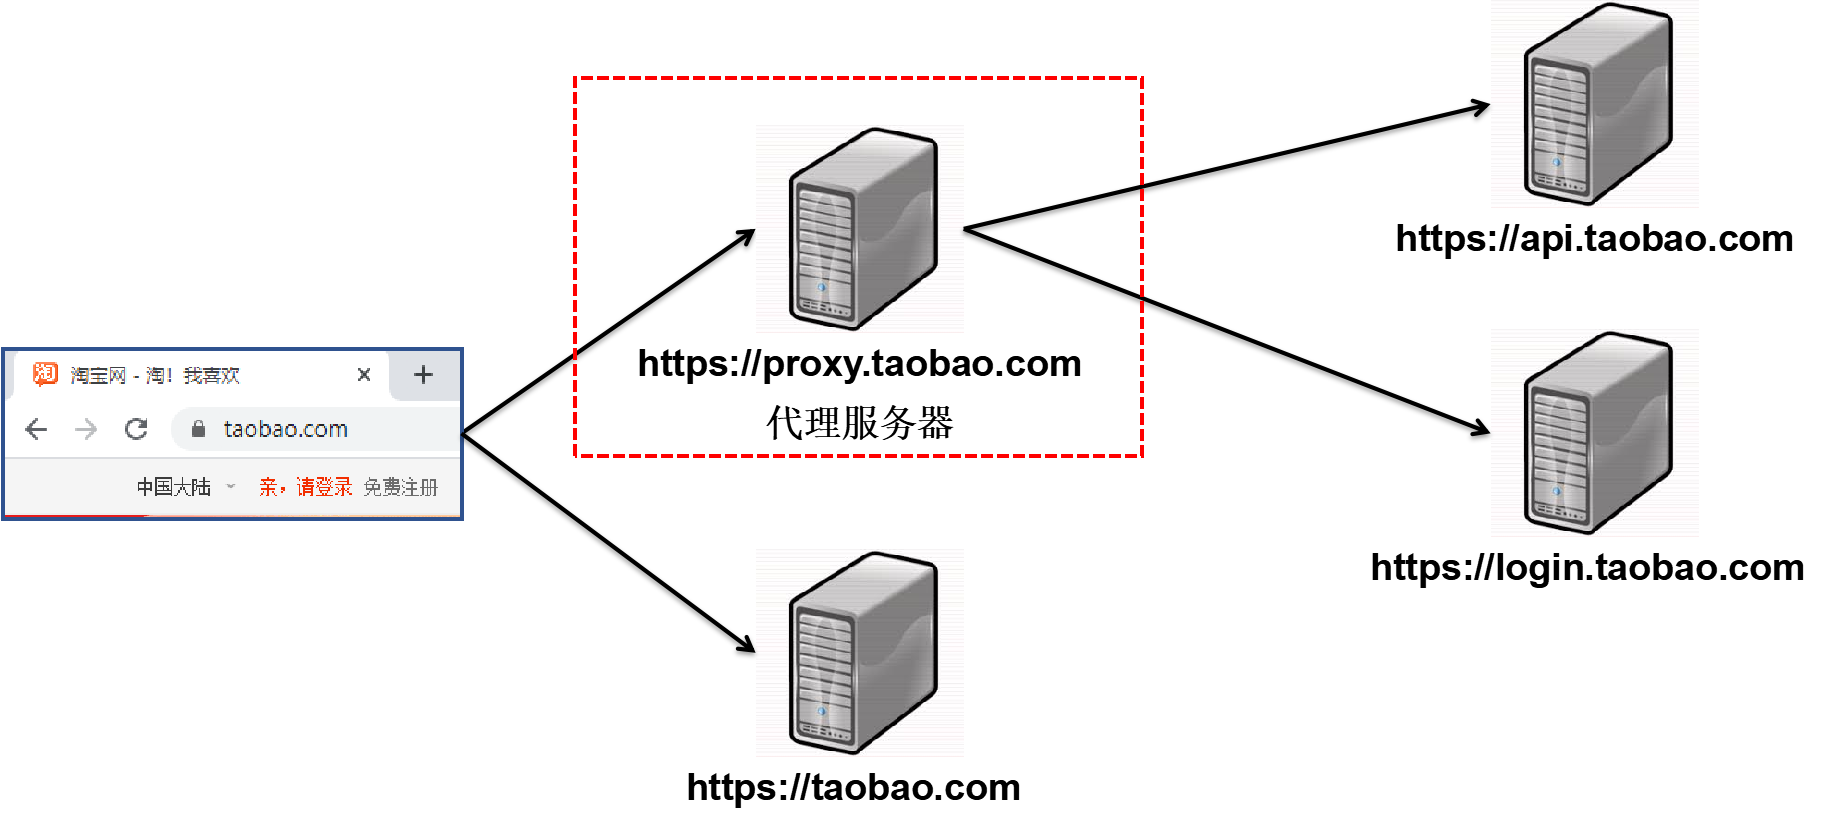 淘
淘宝网 - 淘！我喜欢
taobao.com
中国大陆 亲，请登录 免费注册
https://proxy.taobao.com
代理服务器
https://taobao.com
https://api.taobao.com
https://login.taobao.com